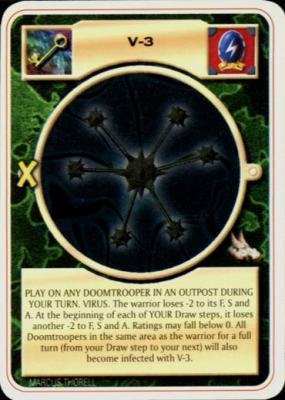 V-3
X
PLAY ON ANY DOOMTROOPER IN AN OUTPOST DURING
YOUR TURN. VIRUS. The warrior loses -2 to its F, S and
A. At the beginning of each of YOUR Draw steps, it loses
another -2 to F, S and A. Ratings may fall below 0. All
Doomtroopers in the same area as the warrior for a full
turn (from your Draw step to your next) will also
become infected with V-3.
MARCUS THORELL